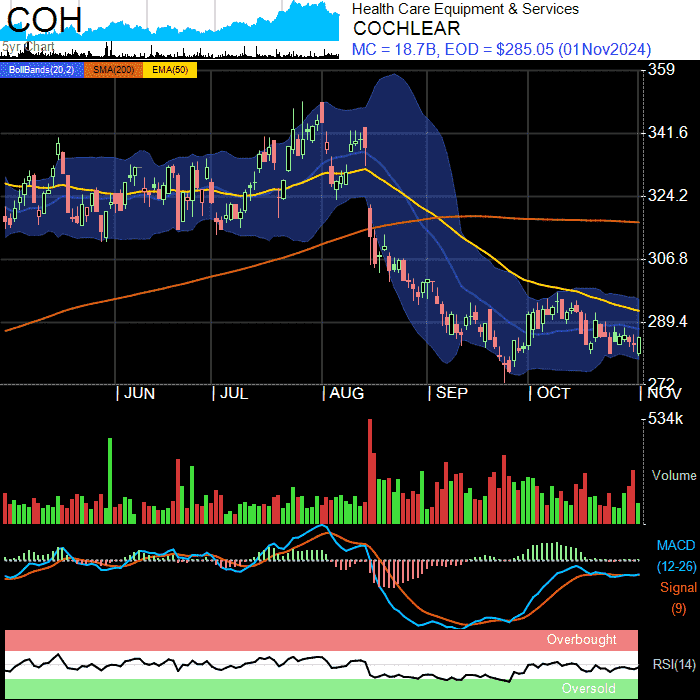 COH
5yr Chart
Health Care Equipment & Services
COCHLEAR
MC = 18.7B, EOD = $285.05 (01Nov2024)
BollBands(20,2) SMA(200) EMA(50)
359
341.6
324.2
306.8
289.4
272
| JUN | JUL | AUG | SEP | OCT | NOV
534k
Volume
MACD
(12-26)
Signal
(9)
Overbought
RSI(14)
Oversold